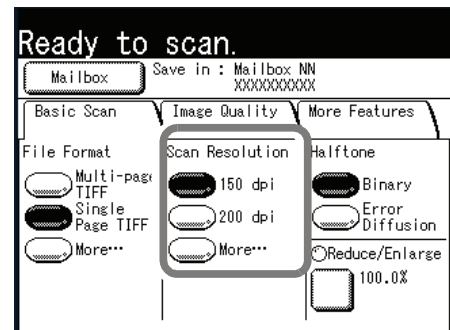 Ready to scan.
Mailbox
Save in : Mailbox NN
XXXXXXXXXX
Basic Scan
Image Quality
More Features
File Format
Multi-page
TIFF
Single
Page TIFF
More…
Scan Resolution
150 dpi
200 dpi
More…
Halftone
Binary
Error
Diffusion
Reduce/Enlarge
100.0%